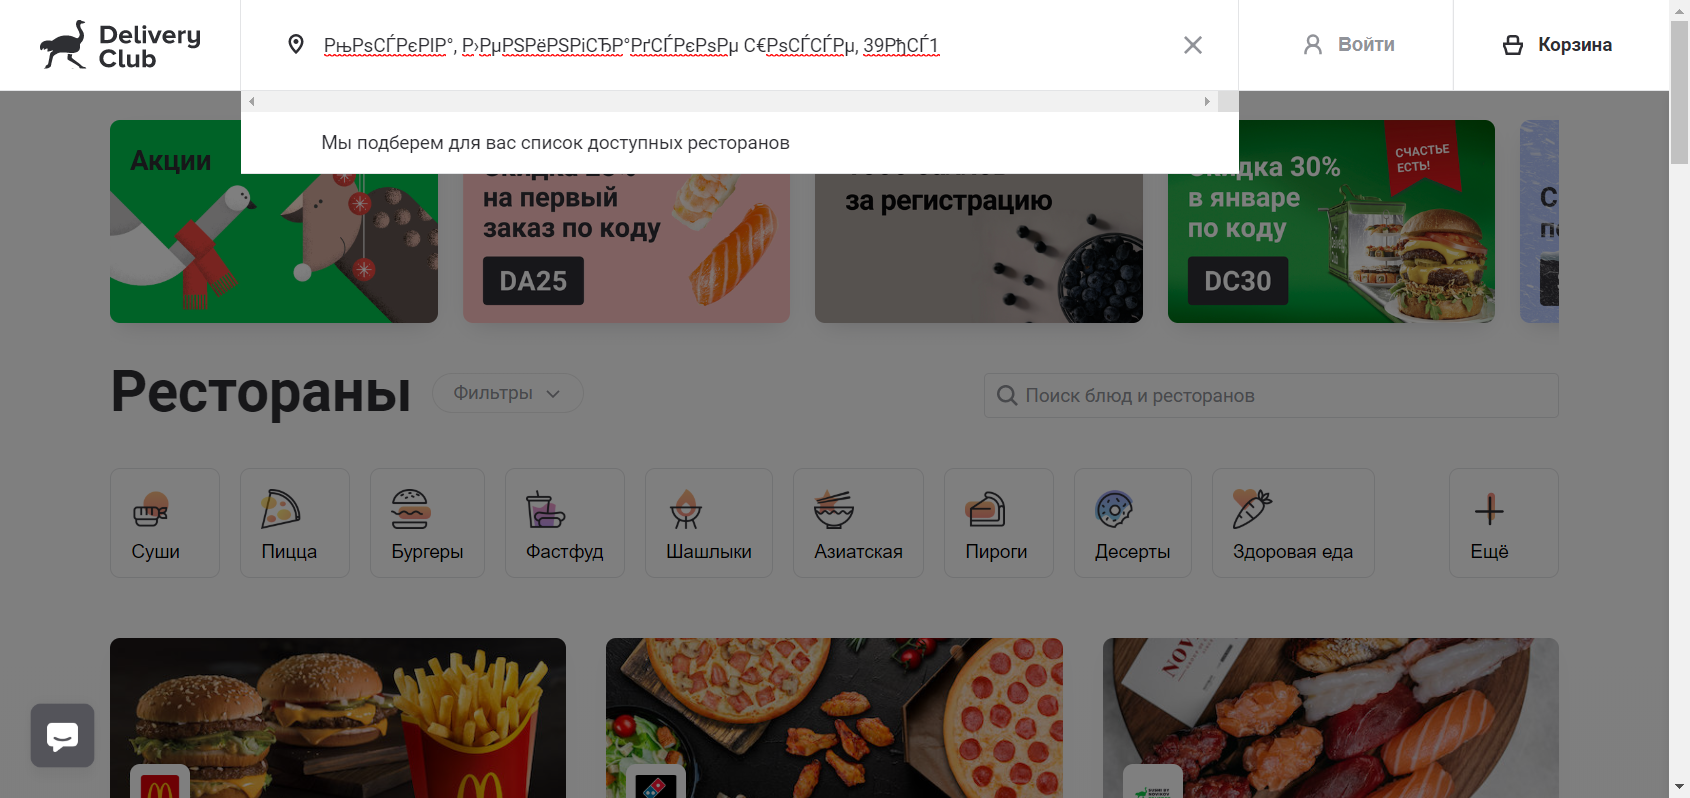 Delivery
Club
РњРѕСЃРєРІР°, Р›РµРЅРёРЅРіСЂР°РґСЃРєРѕРµ С€РѕСЃСЃРµ, 39РђСЃ1
Войти
Корзина
Мы подберем для вас список доступных ресторанов
Акции
на первый
заказ по коду
DA25
за регистрацию
Скидка 30%
в январе
по коду
DC30
СЧАСТЬЕ
ЕСТЬ!
Рестораны
Фильтры
Поиск блюд и ресторанов
Суши
Пицца
Бургеры
Фастфуд
Шашлыки
Азиатская
Пироги
Десерты
Здоровая еда
Ещё